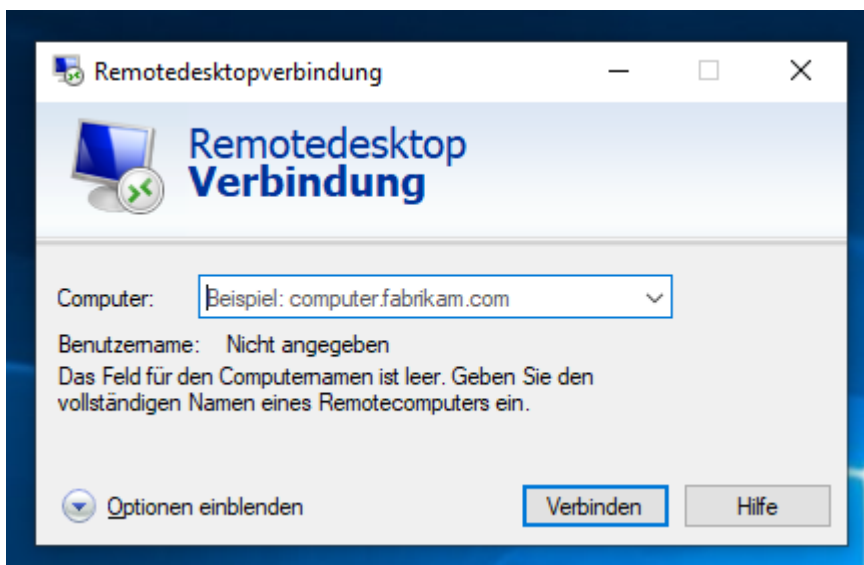 Remotedesktopverbindung
Remotedesktop
Verbindung
Computer: Beispiel: computer.fabrikam.com
Benutzername: Nicht angegeben
Das Feld für den Computernamen ist leer. Geben Sie den
vollständigen Namen eines Remotecomputers ein.
Optionen einblenden Verbinden Hilfe